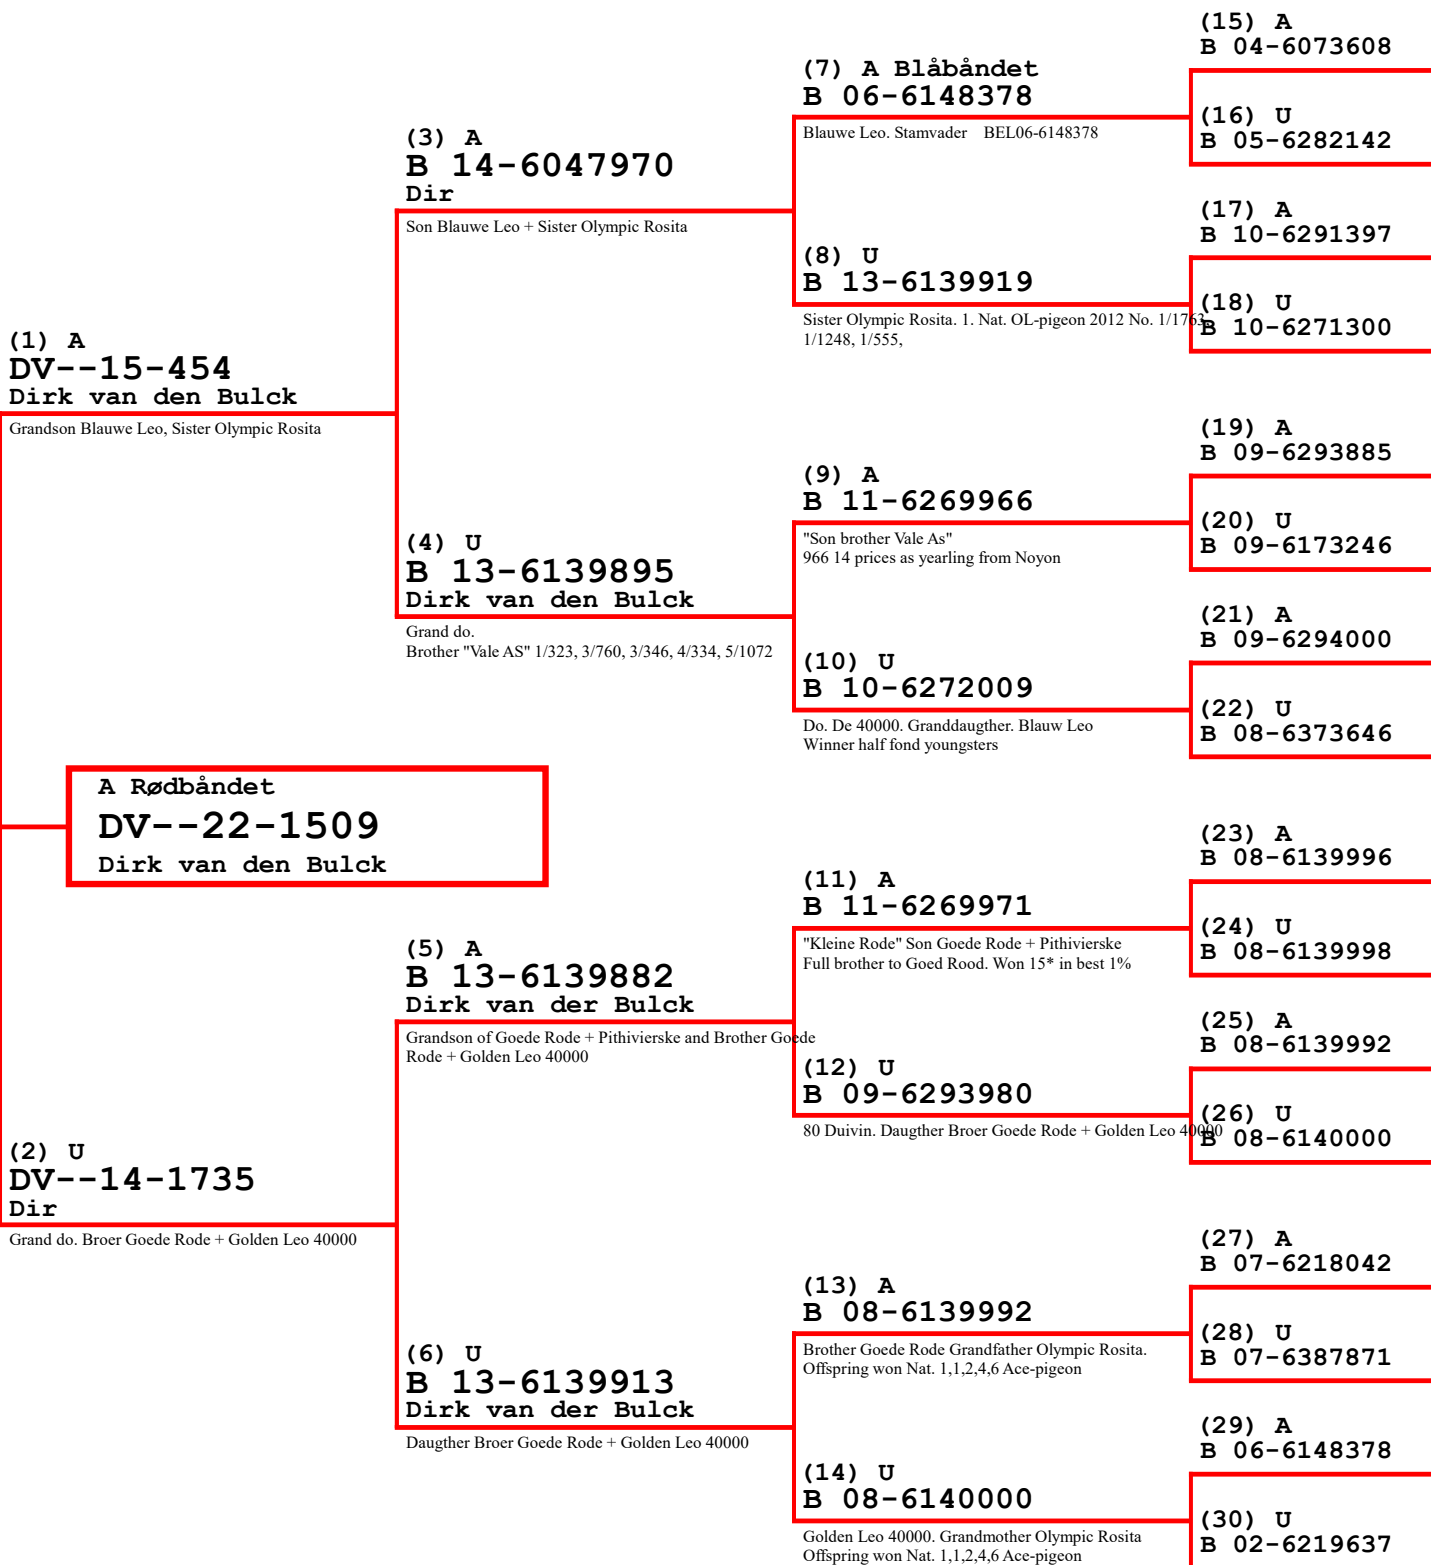 (15) A
B 04-6073608
(7) A Blåbåndet
B 06-6148378
Blauwe Leo. Stamvader BEL06-6148378
(16) U
B 05-6282142
(3) A
B 14-6047970
Dir
Son Blauwe Leo + Sister Olympic Rosita
(17) A
B 10-6291397
(8) U
B 13-6139919
Sister Olympic Rosita. 1. Nat. OL-pigeon 2012 No. 1/1763,
1/1248, 1/555,
(18) U
B 10-6271300
(1) A
DV--15-454
Dirk van den Bulck
Grandson Blauwe Leo, Sister Olympic Rosita
(19) A
B 09-6293885
(9) A
B 11-6269966
"Son brother Vale As"
966 14 prices as yearling from Noyon
(20) U
B 09-6173246
(4) U
B 13-6139895
Dirk van den Bulck
Grand do.
Brother "Vale AS" 1/323, 3/760, 3/346, 4/334, 5/1072
(21) A
B 09-6294000
(10) U
B 10-6272009
Do. De 40000. Granddaugther. Blauw Leo
Winner half fond youngsters
(22) U
B 08-6373646
A Rødbåndet
DV--22-1509
Dirk van den Bulck
(23) A
B 08-6139996
(11) A
B 11-6269971
"Kleine Rode" Son Goede Rode + Pithivierske
Full brother to Goed Rood. Won 15* in best 1%
(24) U
B 08-6139998
(5) A
B 13-6139882
Dirk van der Bulck
Grandson of Goede Rode + Pithivierske and Brother Goede
Rode + Golden Leo 40000
(25) A
B 08-6139992
(12) U
B 09-6293980
80 Duivin. Daugther Broer Goede Rode + Golden Leo 40000
(26) U
B 08-6140000
(2) U
DV--14-1735
Dir
Grand do. Broer Goede Rode + Golden Leo 40000
(27) A
B 07-6218042
(13) A
B 08-6139992
Brother Goede Rode Grandfather Olympic Rosita.
Offspring won Nat. 1,1,2,4,6 Ace-pigeon
(28) U
B 07-6387871
(6) U
B 13-6139913
Dirk van der Bulck
Daugther Broer Goede Rode + Golden Leo 40000
(29) A
B 06-6148378
(14) U
B 08-6140000
Golden Leo 40000. Grandmother Olympic Rosita
Offspring won Nat. 1,1,2,4,6 Ace-pigeon
(30) U
B 02-6219637